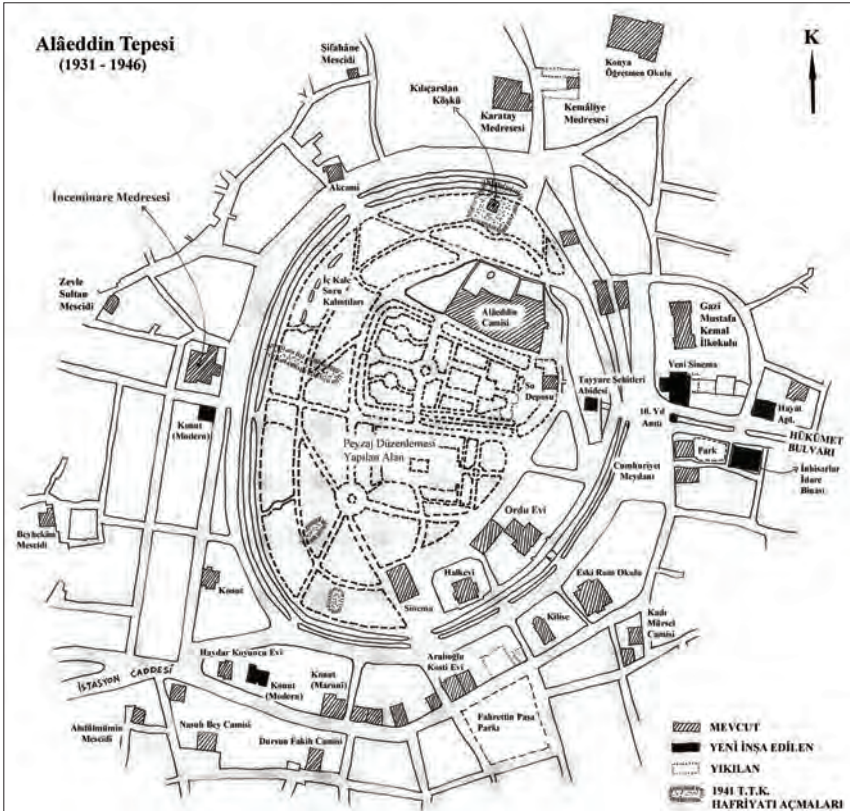 Alâeddin Tepesi
(1931 - 1946)
K
Şifahâne
Mescidi
Kılıçarslan
Köşkü
Karatay
Medresesi
Kemâliye
Medresesi
Konya
Öğretmen Okulu
Akcami
İnceminare Medresesi
Zevle
Sultan
Mescidi
İç Kale
Suru
Kalıntıları
Alâeddin
Camisi
Gazi
Mustafa
Kemal
İlkokulu
Yeni Sinema
Su
Deposu
Tayyare Şehitleri
Abidesi
10. Yıl
Anıtı
Hayat
Apt.
HÜKÜMET
BULVARI
Konut
(Modern)
Peyzaj Düzenlemesi
Yapılan Alan
Cumhuriyet
Meydanı
Park
İnhisarlar
İdare
Binası
Beyhekim
Mescidi
Ordu Evi
Konut
Halkevi
Sinema
Eski Rum Okulu
Kilise
Kadı
Mürsel
Camisi
Haydar Koyuncu Evi
İSTASYON CADDESİ
Konut
(Modern)
Konut
(Maruni)
Kosti Evi
Fahrettin Paşa
Parkı
Abdülmümin
Mescidi
Nasuh Bey Camisi
Dursun Fakih Camisi
MEVCUT
YENİ İNŞA EDİLEN
YIKILAN
1941 T.T.K.
HAFRİYATI AÇMALARI